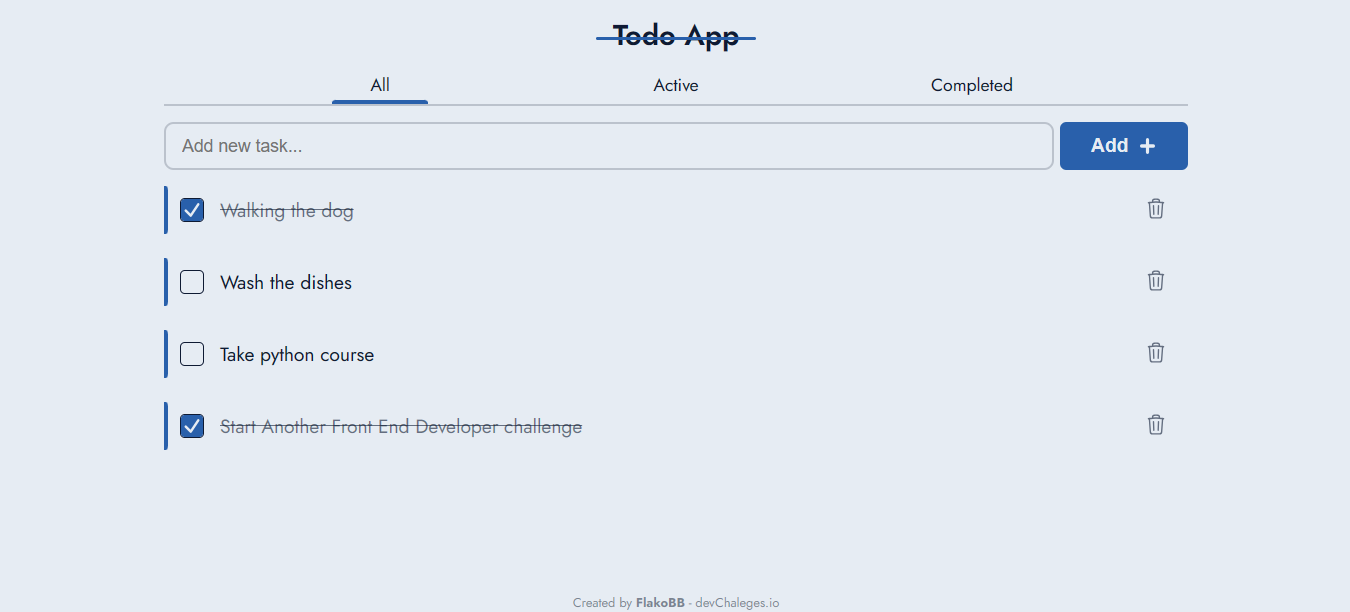 Todo App
All Active Completed
Add new task...
Add +
Walking the dog
Wash the dishes
Take python course
Start Another Front End Developer challenge
Created by FlakoBB - devChaleges.io